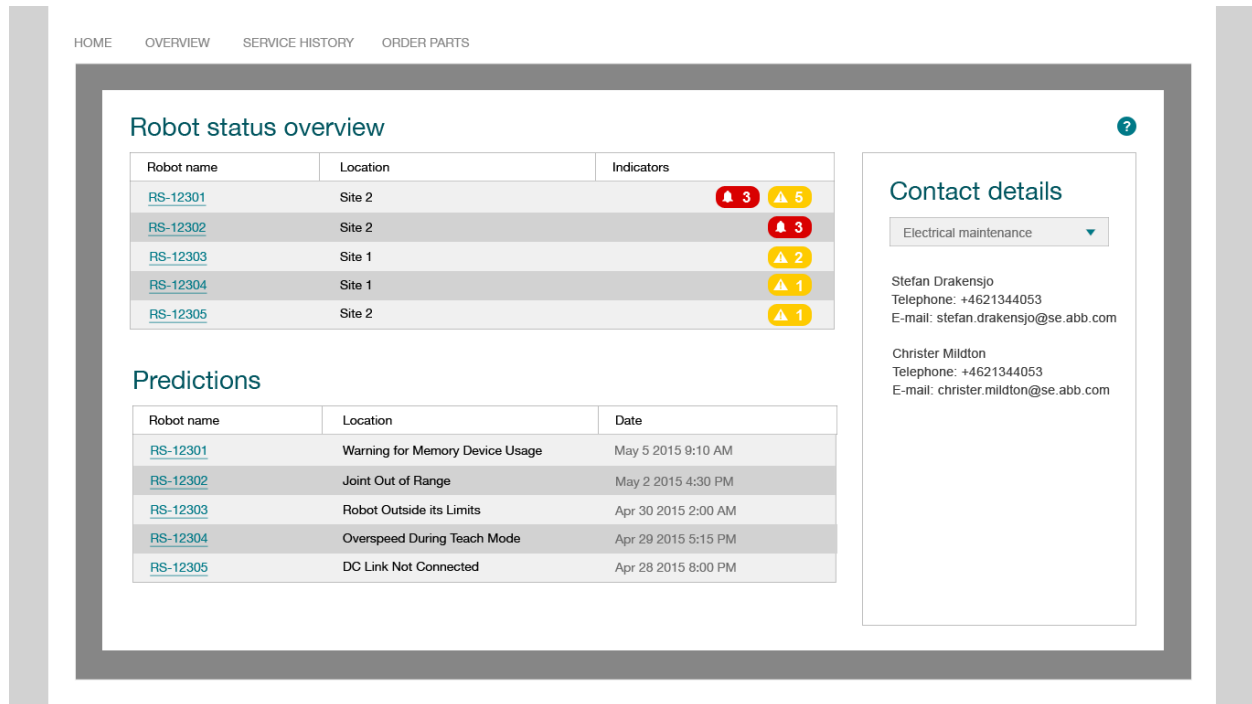 HOME OVERVIEW SERVICE HISTORY ORDER PARTS
Robot status overview
?
Robot name Location Indicators
RS-12301 Site 2 3 5
RS-12302 Site 2 3
RS-12303 Site 1 2
RS-12304 Site 1 1
RS-12305 Site 2 1
Predictions
Robot name Location Date
RS-12301 Warning for Memory Device Usage May 5 2015 9:10 AM
RS-12302 Joint Out of Range May 2 2015 4:30 PM
RS-12303 Robot Outside its Limits Apr 30 2015 2:00 AM
RS-12304 Overspeed During Teach Mode Apr 29 2015 5:15 PM
RS-12305 DC Link Not Connected Apr 28 2015 8:00 PM
Contact details
Electrical maintenance
Stefan Drakensjo
Telephone: +4621344053
E-mail: stefan.drakensjo@se.abb.com
Christer Mildton
Telephone: +4621344053
E-mail: christer.mildton@se.abb.com